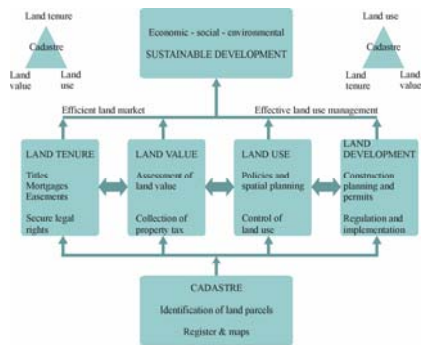 Land tenure
Cadastre
Land value
Land use
Economic - social - environmental
SUSTAINABLE DEVELOPMENT
Land use
Cadastre
Land tenure
Land value
Efficient land market
Effective land use management
LAND TENURE
Titles
Mortgages
Easements
Secure legal
rights
LAND VALUE
Assessment of
land value
Collection of
property tax
LAND USE
Policies and
spatial planning
Control of
land use
LAND
DEVELOPMENT
Construction
planning and
permits
Regulation and
implementation
CADASTRE
Identification of land parcels
Register & maps